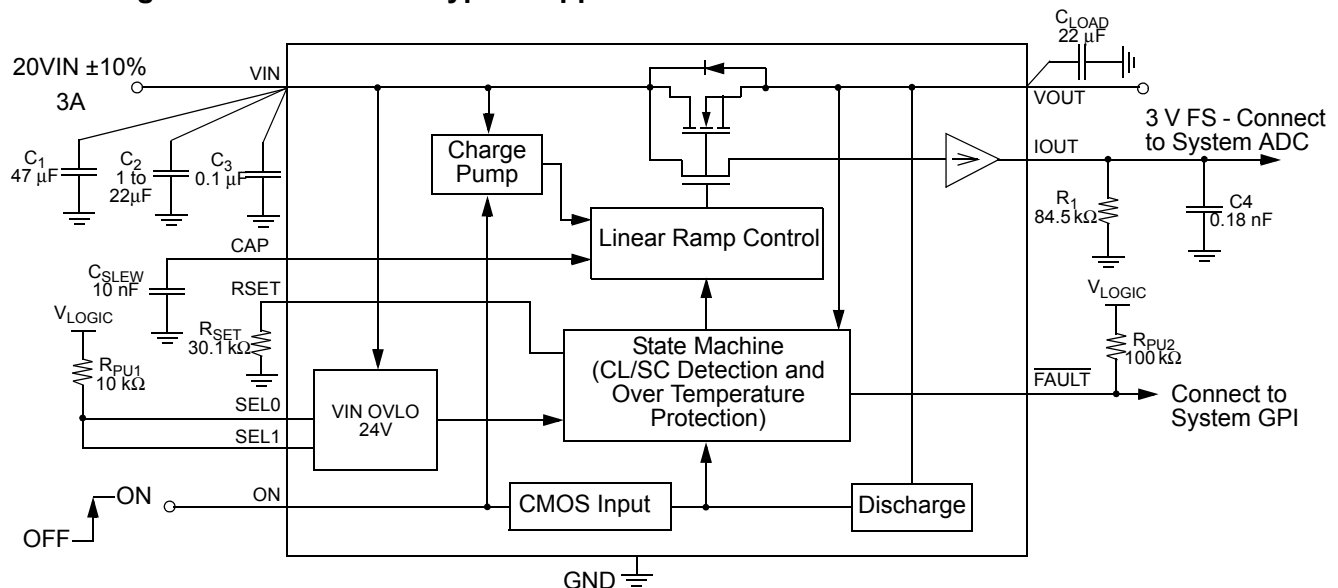 20VIN ±10%
3A
VIN
C1
47 μF
C2
1 to
22μF
C3
0.1 μF
CLOAD
22 μF
VOUT
3 V FS - Connect
to System ADC
IOUT
Charge
Pump
R1
84.5 kΩ
C4
0.18 nF
Linear Ramp Control
CAP
CSLEW
10 nF
RSET
RSET
30.1 kΩ
VLOGIC
RPU1
10 kΩ
VLOGIC
RPU2
100 kΩ
State Machine
(CL/SC Detection and
Over Temperature
Protection)
FAULT
Connect to
System GPI
SEL0
SEL1
VIN OVLO
24V
ON
OFF
ON
CMOS Input
Discharge
GND